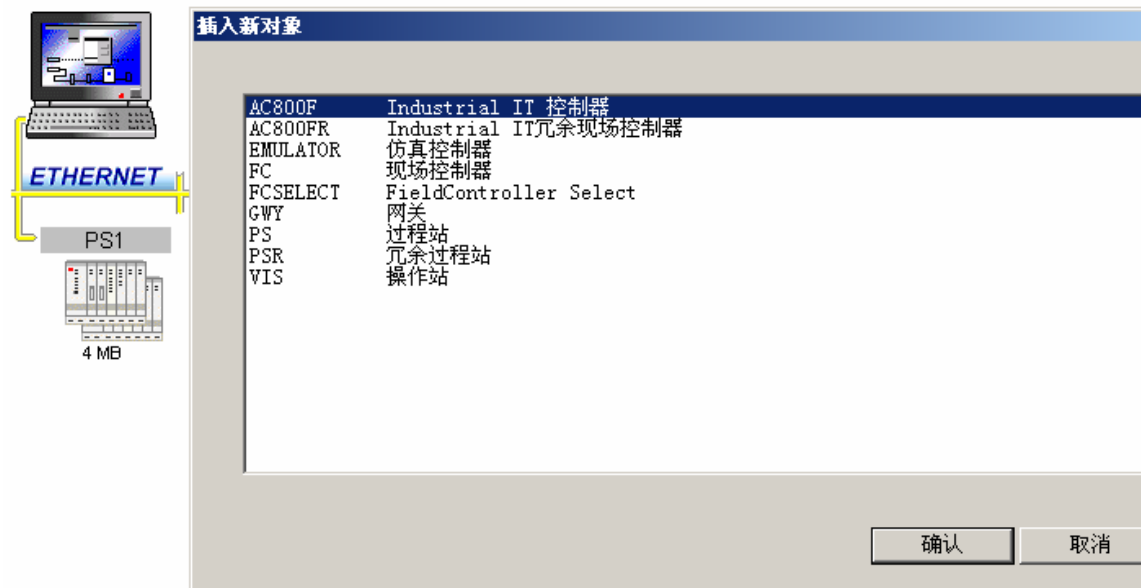 插入新对象
AC800F Industrial IT 控制器
AC800FR Industrial IT冗余现场控制器
EMULATOR 仿真控制器
FC 现场控制器
FCSELECT FieldController Select
GWY 网关
PS 过程站
PSR 冗余过程站
VIS 操作站
ETHERNET
PS1
4 MB
确认
取消